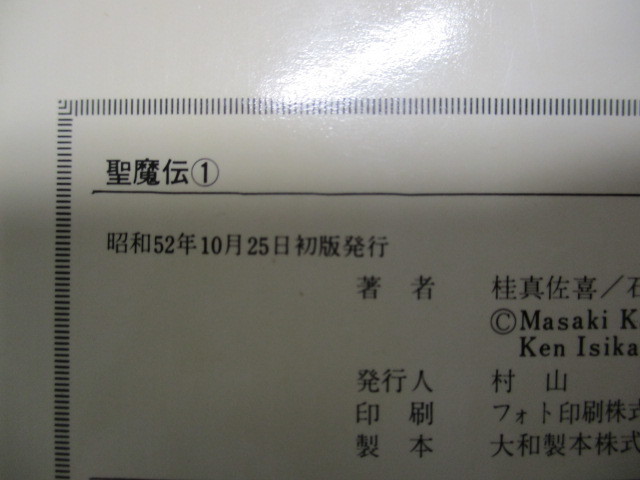 聖魔伝①
昭和52年10月25日初版発行
著者 桂真佐喜／石
©Masaki K
Ken Isika
発行人 村山
印刷 フォト印刷株式
製本 大和製本株式